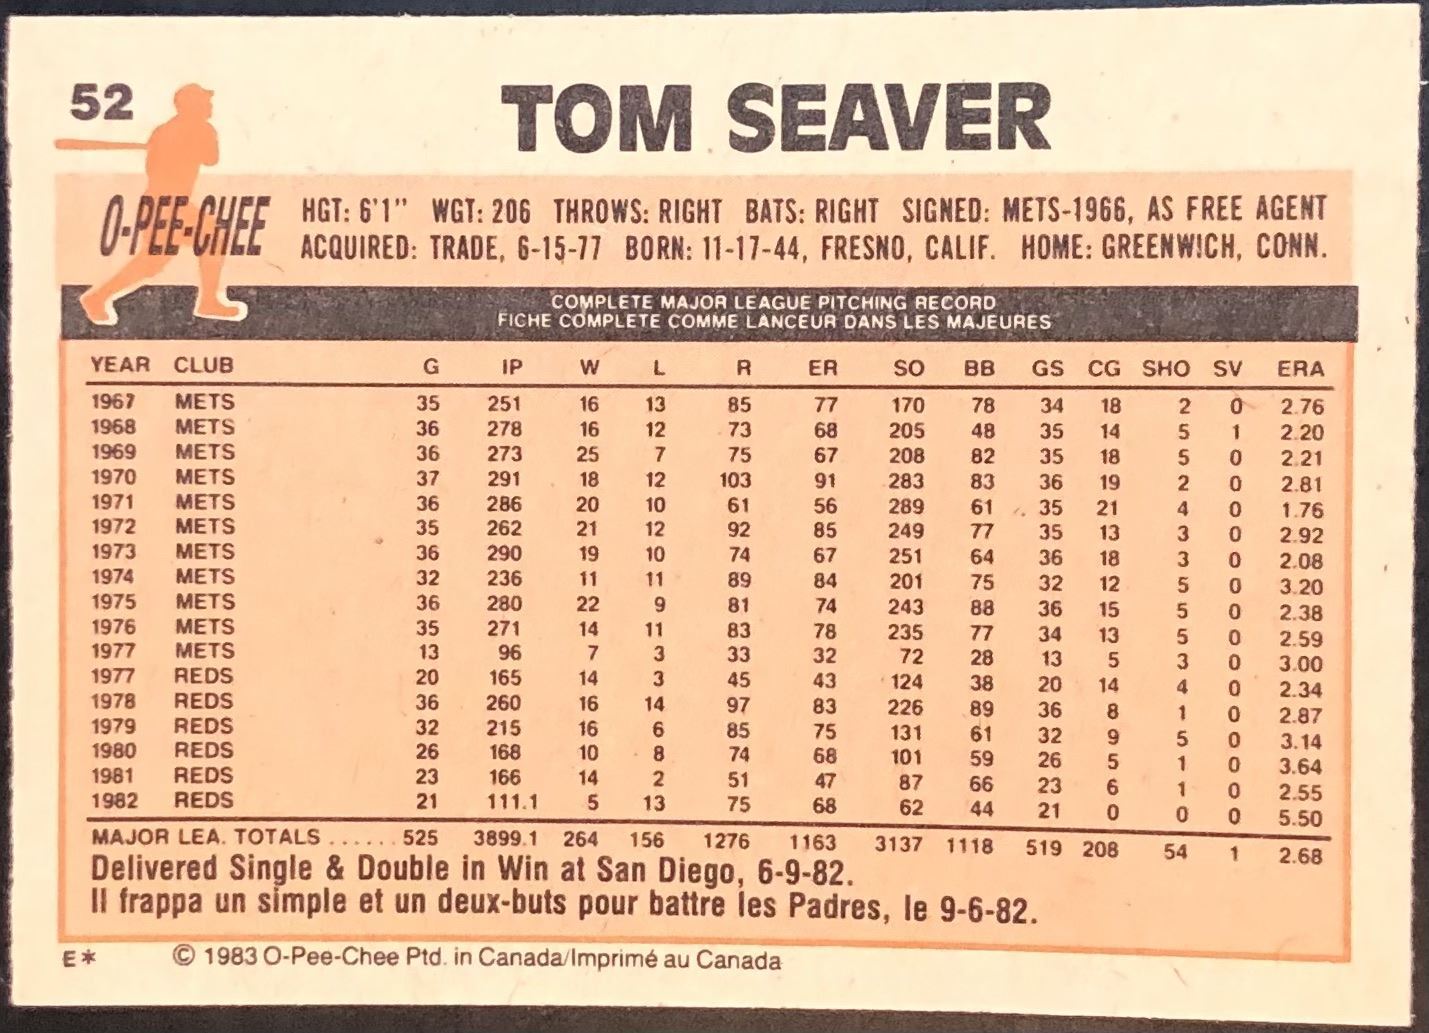 52
TOM SEAVER
O-PEE-CHEE
HGT: 6'1" WGT: 206 THROWS: RIGHT BATS: RIGHT SIGNED: METS-1966, AS FREE AGENT
ACQUIRED: TRADE, 6-15-77 BORN: 11-17-44, FRESNO, CALIF. HOME: GREENWICH, CONN.
COMPLETE MAJOR LEAGUE PITCHING RECORD
FICHE COMPLETE COMME LANCEUR DANS LES MAJEURES
YEAR CLUB G IP W L R ER SO BB GS CG SHO SV ERA
1967 METS 35 251 16 13 85 77 170 78 34 18 2 0 2.76
1968 METS 36 278 16 12 73 68 205 48 35 14 5 1 2.20
1969 METS 36 273 25 7 75 67 208 82 35 18 5 0 2.21
1970 METS 37 291 18 12 103 91 283 83 36 19 2 0 2.81
1971 METS 36 286 20 10 61 56 289 61 35 21 4 0 1.76
1972 METS 35 262 21 12 92 85 249 77 35 13 3 0 2.92
1973 METS 36 290 19 10 74 67 251 64 36 18 3 0 2.08
1974 METS 32 236 11 11 89 84 201 75 32 12 5 0 3.20
1975 METS 36 280 22 9 81 74 243 88 36 15 5 0 2.38
1976 METS 35 271 14 11 83 78 235 77 34 13 5 0 2.59
1977 METS 13 96 7 3 33 32 72 28 13 5 3 0 3.00
1977 REDS 20 165 14 3 45 43 124 38 20 14 4 0 2.34
1978 REDS 36 260 16 14 97 83 226 89 36 8 1 0 2.87
1979 REDS 32 215 16 6 85 75 131 61 32 9 5 0 3.14
1980 REDS 26 168 10 8 74 68 101 59 26 5 1 0 3.64
1981 REDS 23 166 14 2 51 47 87 66 23 6 1 0 2.55
1982 REDS 21 111.1 5 13 75 68 62 44 21 0 0 0 5.50
MAJOR LEA. TOTALS ...... 525 3899.1 264 156 1276 1163 3137 1118 519 208 54 1 2.68
Delivered Single & Double in Win at San Diego, 6-9-82.
Il frappa un simple et un deux-buts pour battre les Padres, le 9-6-82.
E* © 1983 O-Pee-Chee Ptd. in Canada/Imprimé au Canada